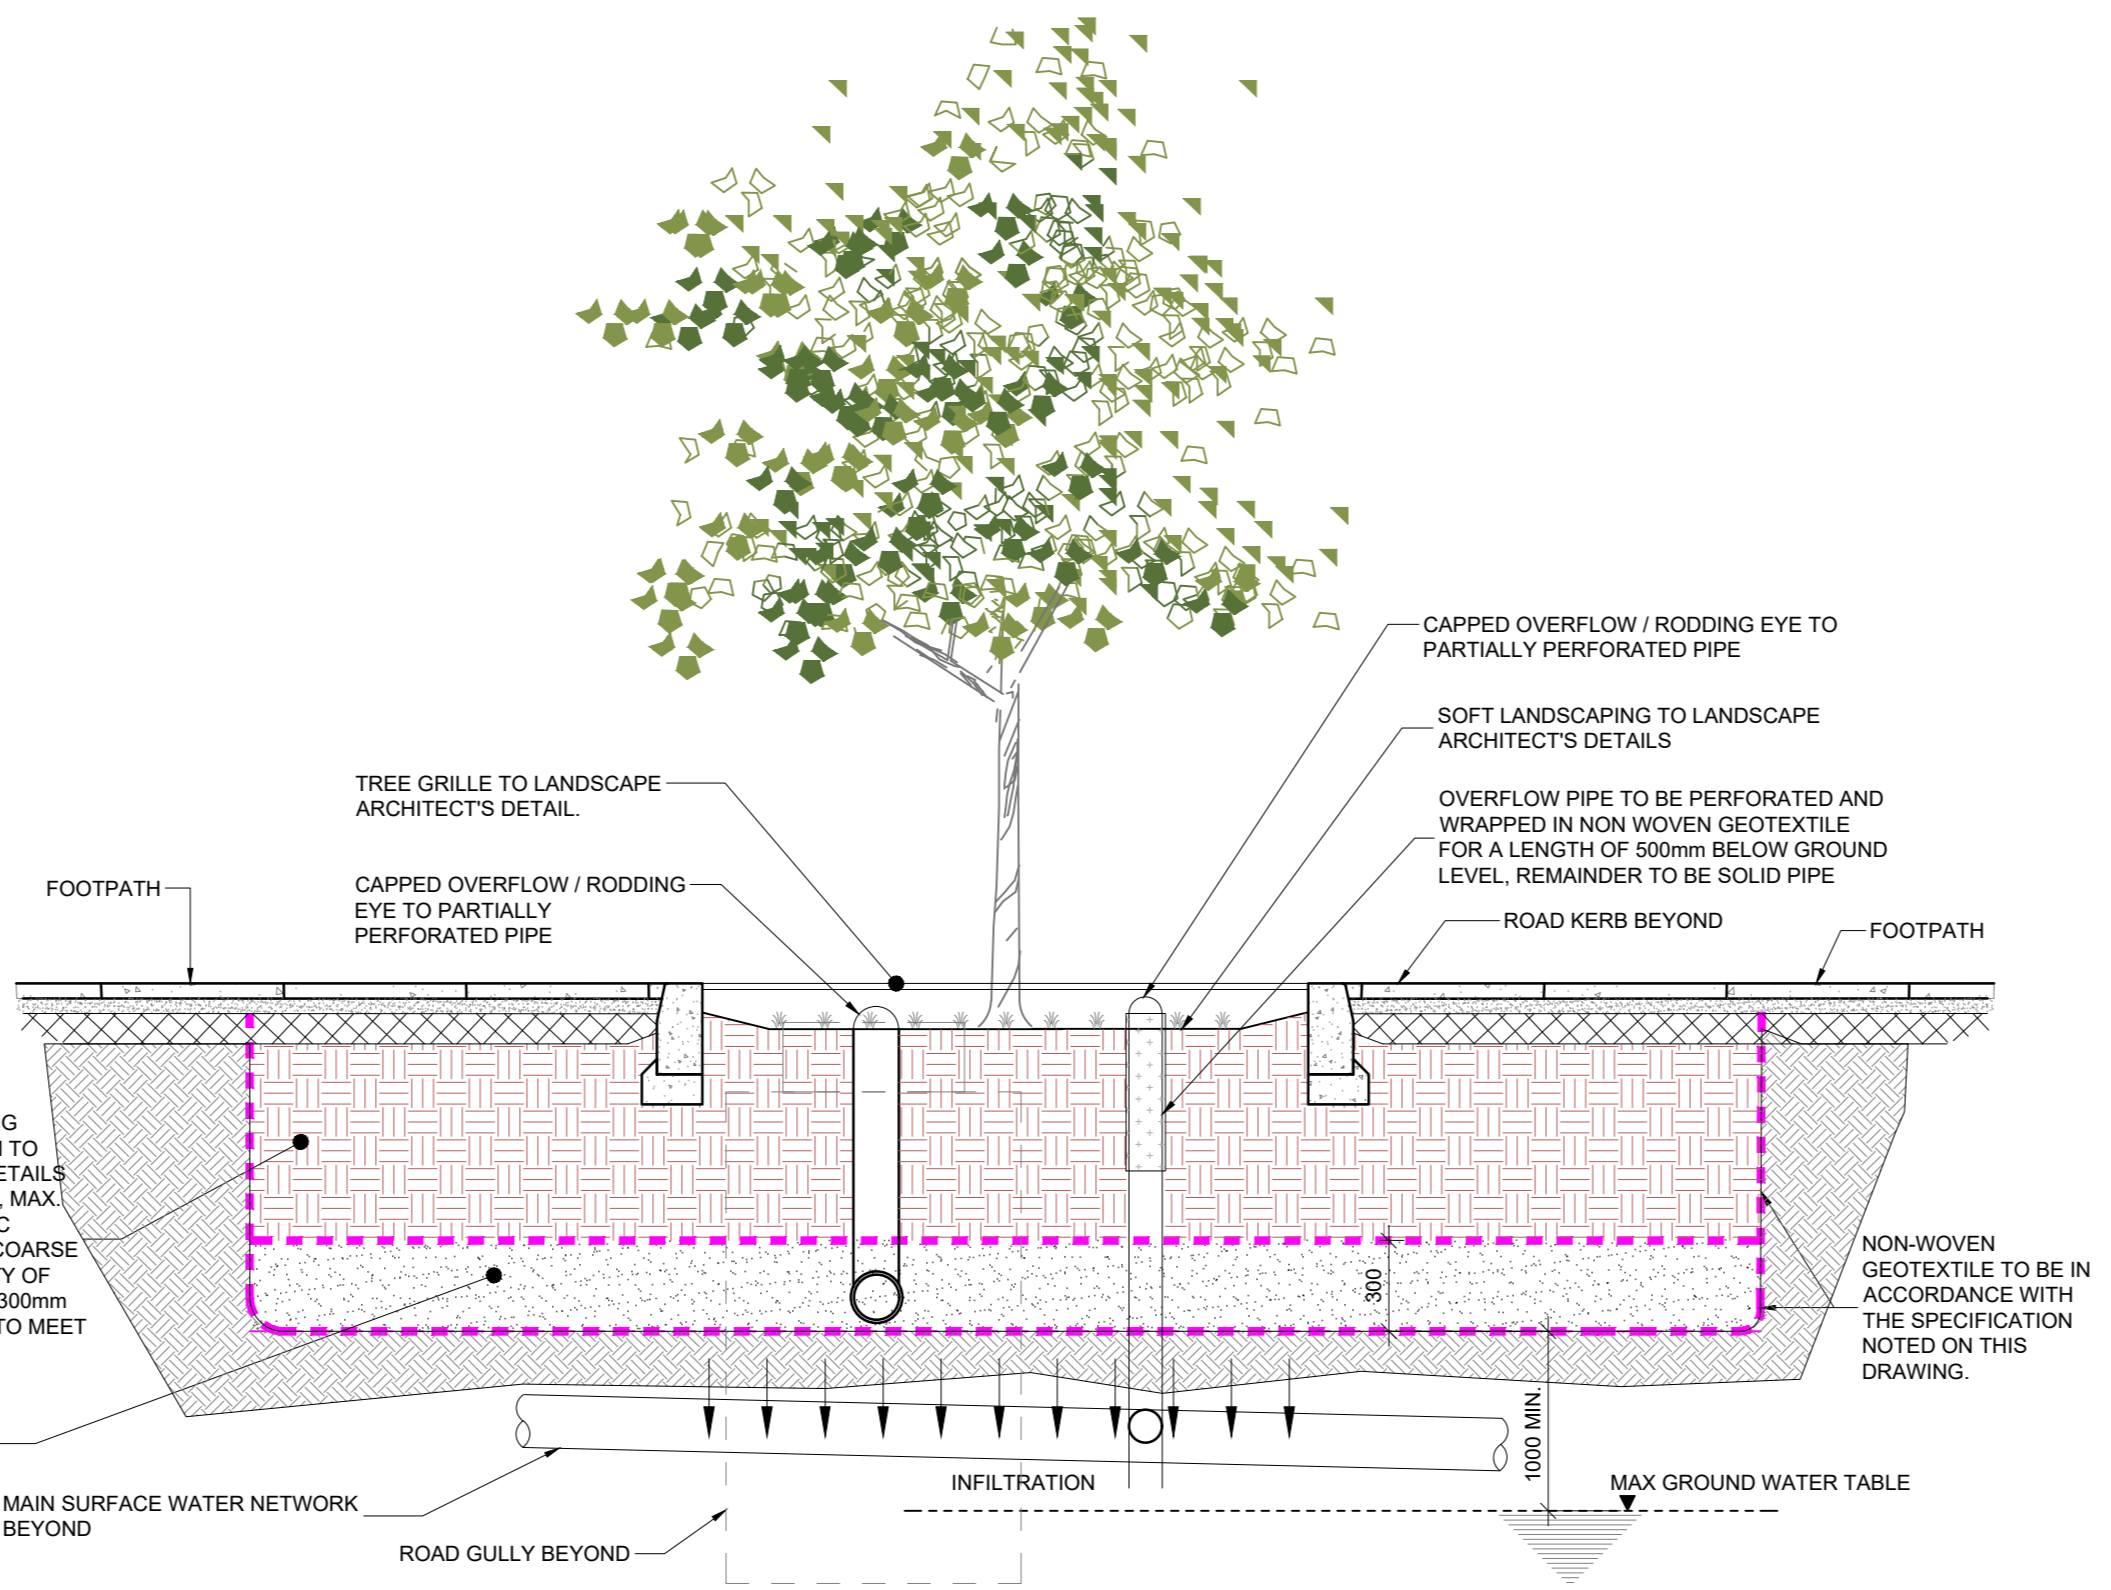 CAPPED OVERFLOW / RODDING EYE TO
PARTIALLY PERFORATED PIPE
SOFT LANDSCAPING TO LANDSCAPE
ARCHITECT'S DETAILS
TREE GRILLE TO LANDSCAPE
ARCHITECT'S DETAIL.
OVERFLOW PIPE TO BE PERFORATED AND
WRAPPED IN NON WOVEN GEOTEXTILE
FOR A LENGTH OF 500mm BELOW GROUND
LEVEL, REMAINDER TO BE SOLID PIPE
FOOTPATH
CAPPED OVERFLOW / RODDING
EYE TO PARTIALLY
PERFORATED PIPE
ROAD KERB BEYOND
FOOTPATH
G
TO
ETAILS
, MAX.
C
COARSE
TY OF
300mm
TO MEET
300
NON-WOVEN
GEOTEXTILE TO BE IN
ACCORDANCE WITH
THE SPECIFICATION
NOTED ON THIS
DRAWING.
1000 MIN.
INFILTRATION
MAX GROUND WATER TABLE
MAIN SURFACE WATER NETWORK
BEYOND
ROAD GULLY BEYOND